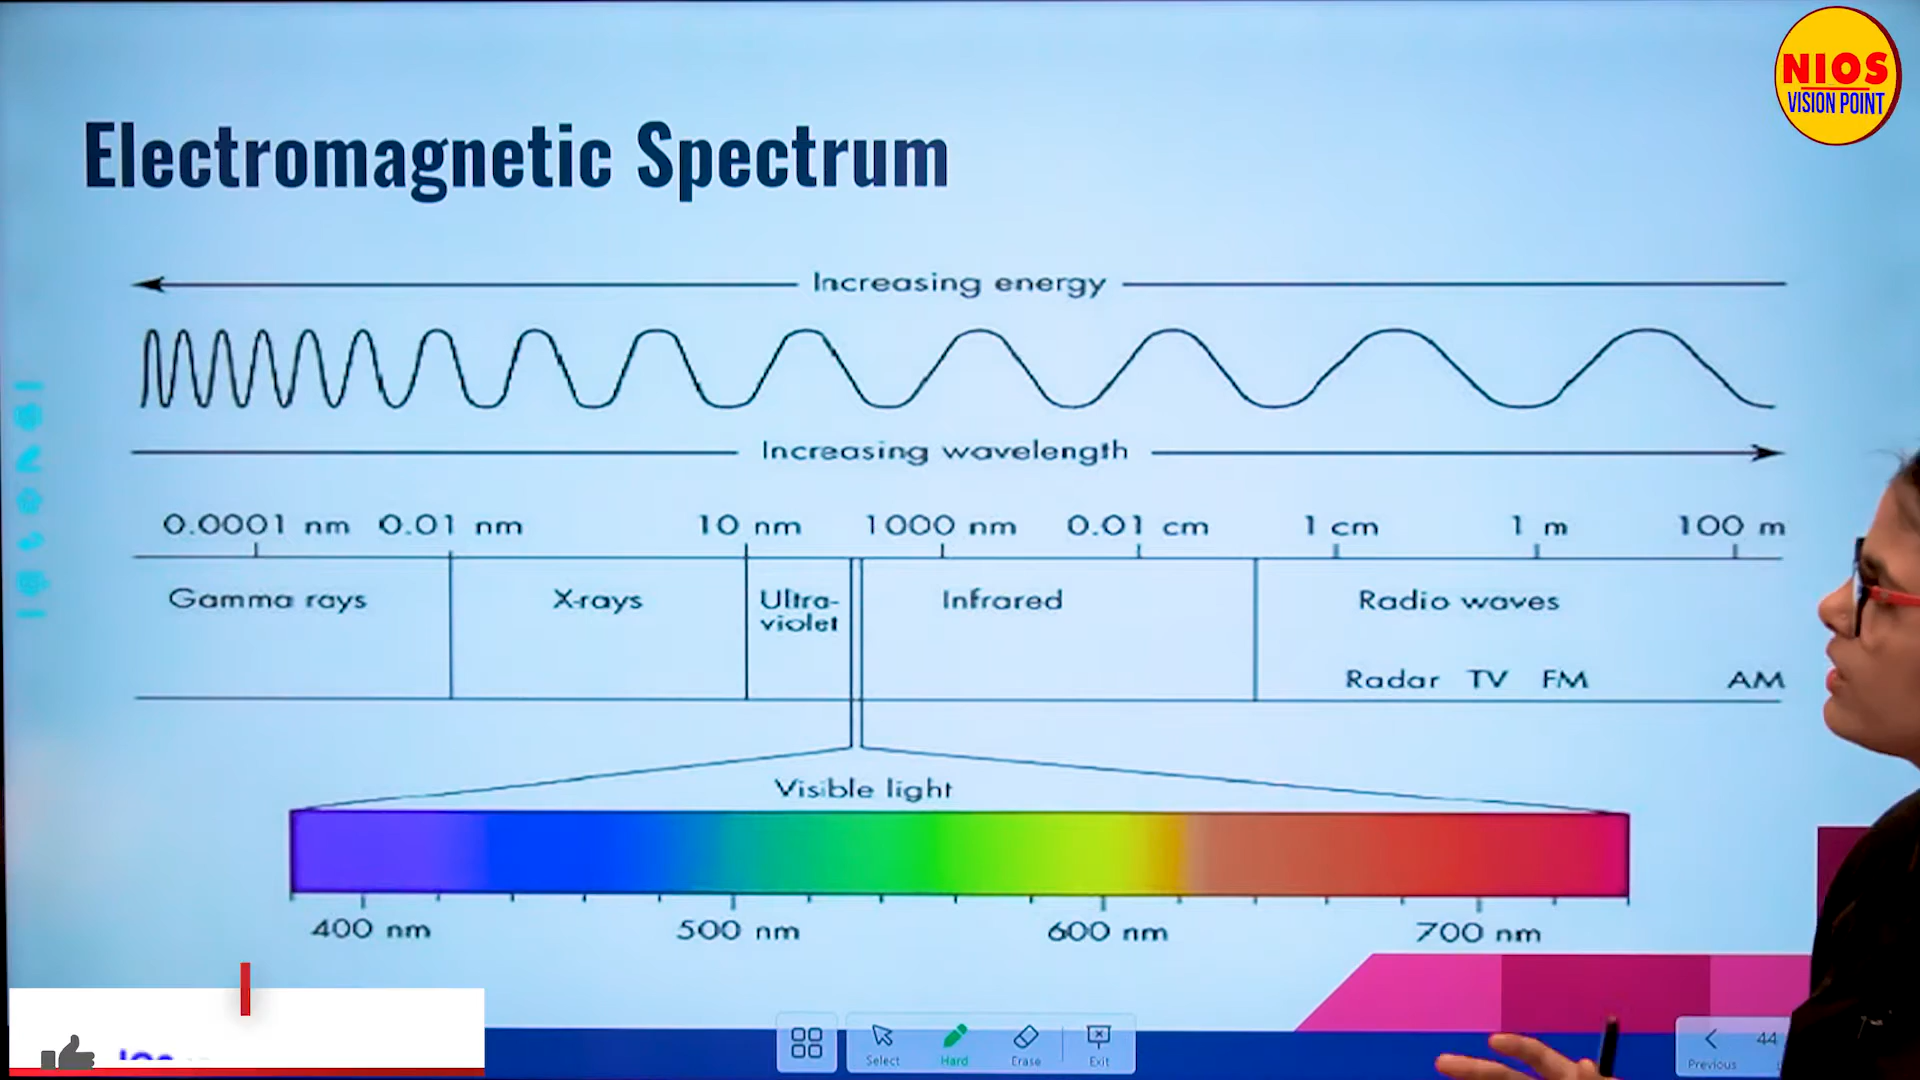 NIOS
VISION POINT
Electromagnetic Spectrum
Increasing energy
Increasing wavelength
0.0001 nm 0.01 nm 10 nm 1000 nm 0.01 cm 1 cm 1 m 100 m
Gamma rays X-rays Ultra-
violet Infrared Radio waves
Radar TV FM AM
Visible light
400 nm 500 nm 600 nm 700 nm
Select Hard Erase Exit
Previous 44